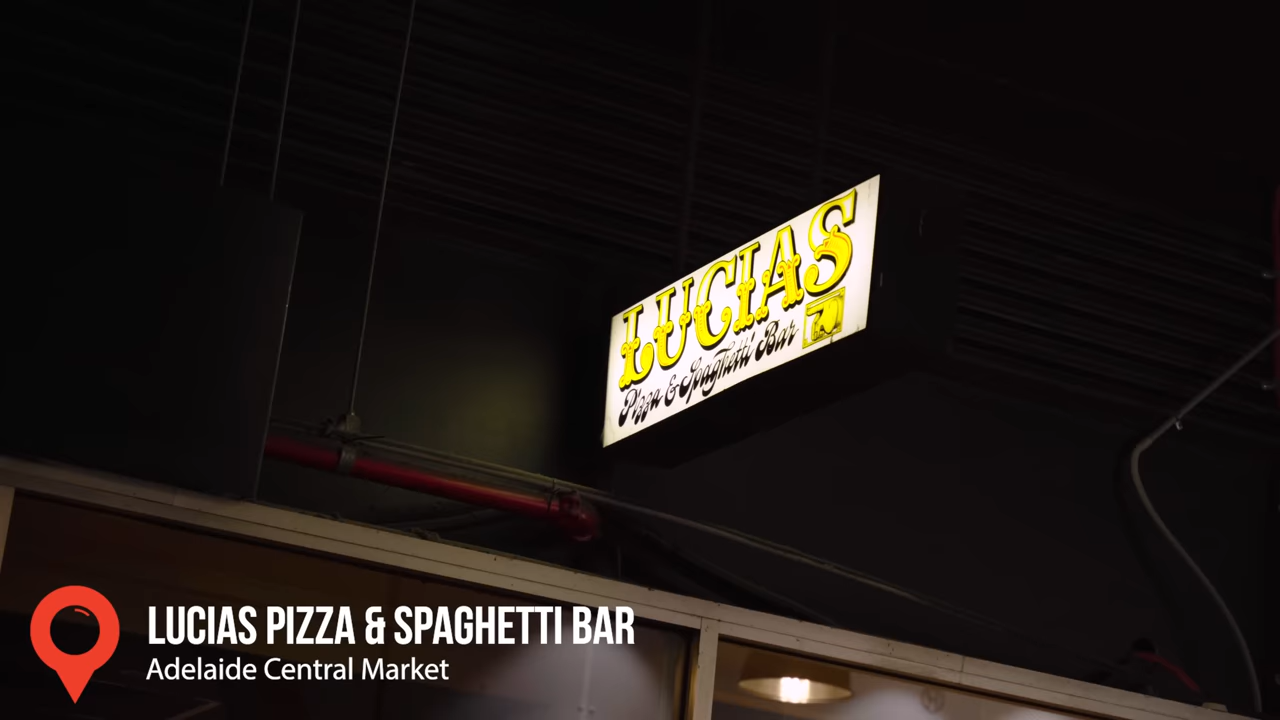 LUCIAS
Pizza & Spaghetti Bar
LUCIAS PIZZA & SPAGHETTI BAR
Adelaide Central Market